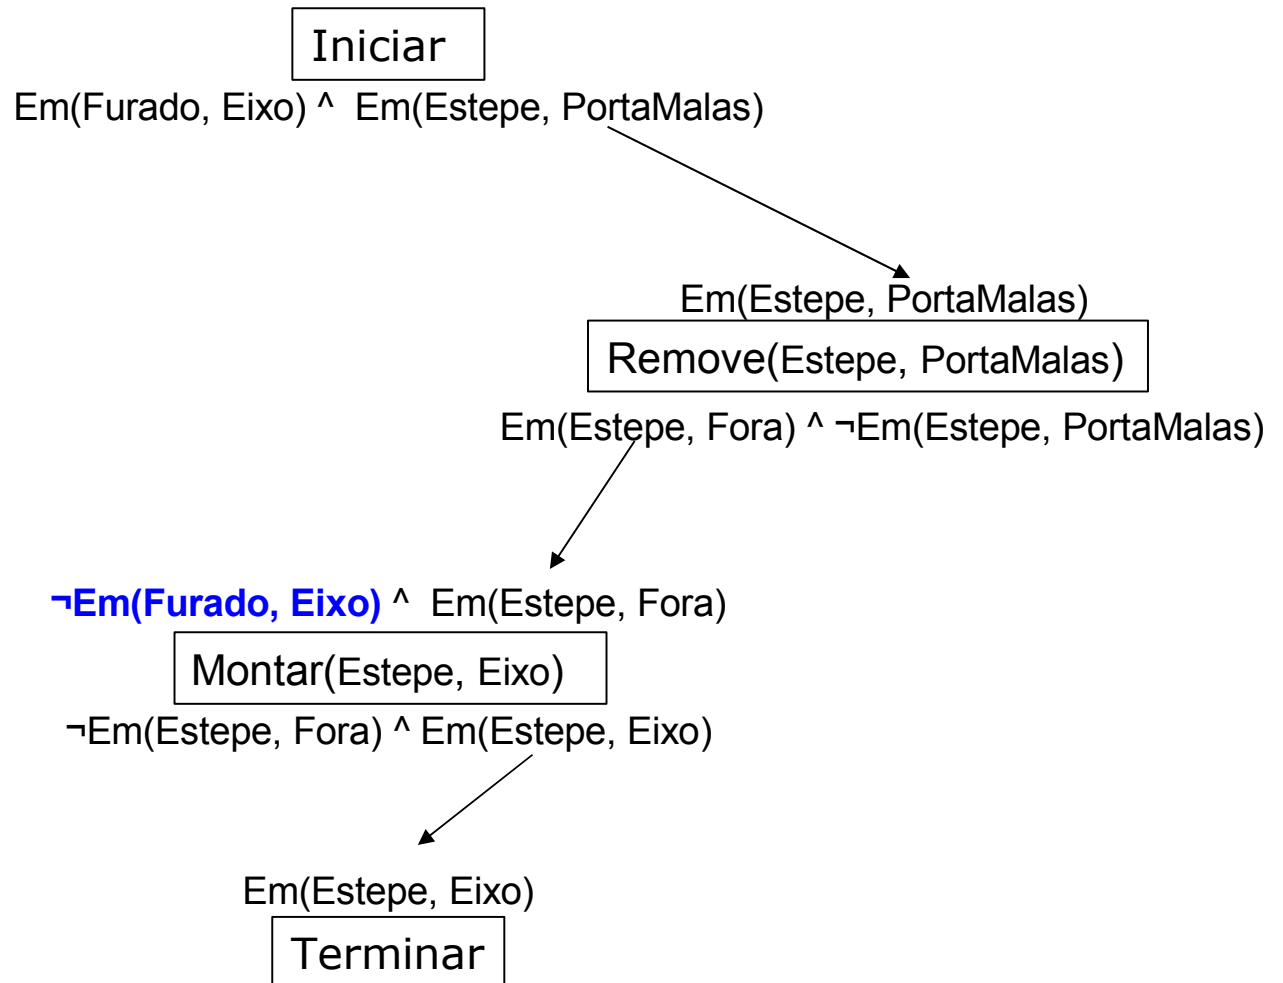 Iniciar
Em(Furado, Eixo) ^ Em(Estepe, PortaMalas)
Em(Estepe, PortaMalas)
Remove(Estepe, PortaMalas)
Em(Estepe, Fora) ^ ¬Em(Estepe, PortaMalas)
¬Em(Furado, Eixo) ^ Em(Estepe, Fora)
Montar(Estepe, Eixo)
¬Em(Estepe, Fora) ^ Em(Estepe, Eixo)
Em(Estepe, Eixo)
Terminar